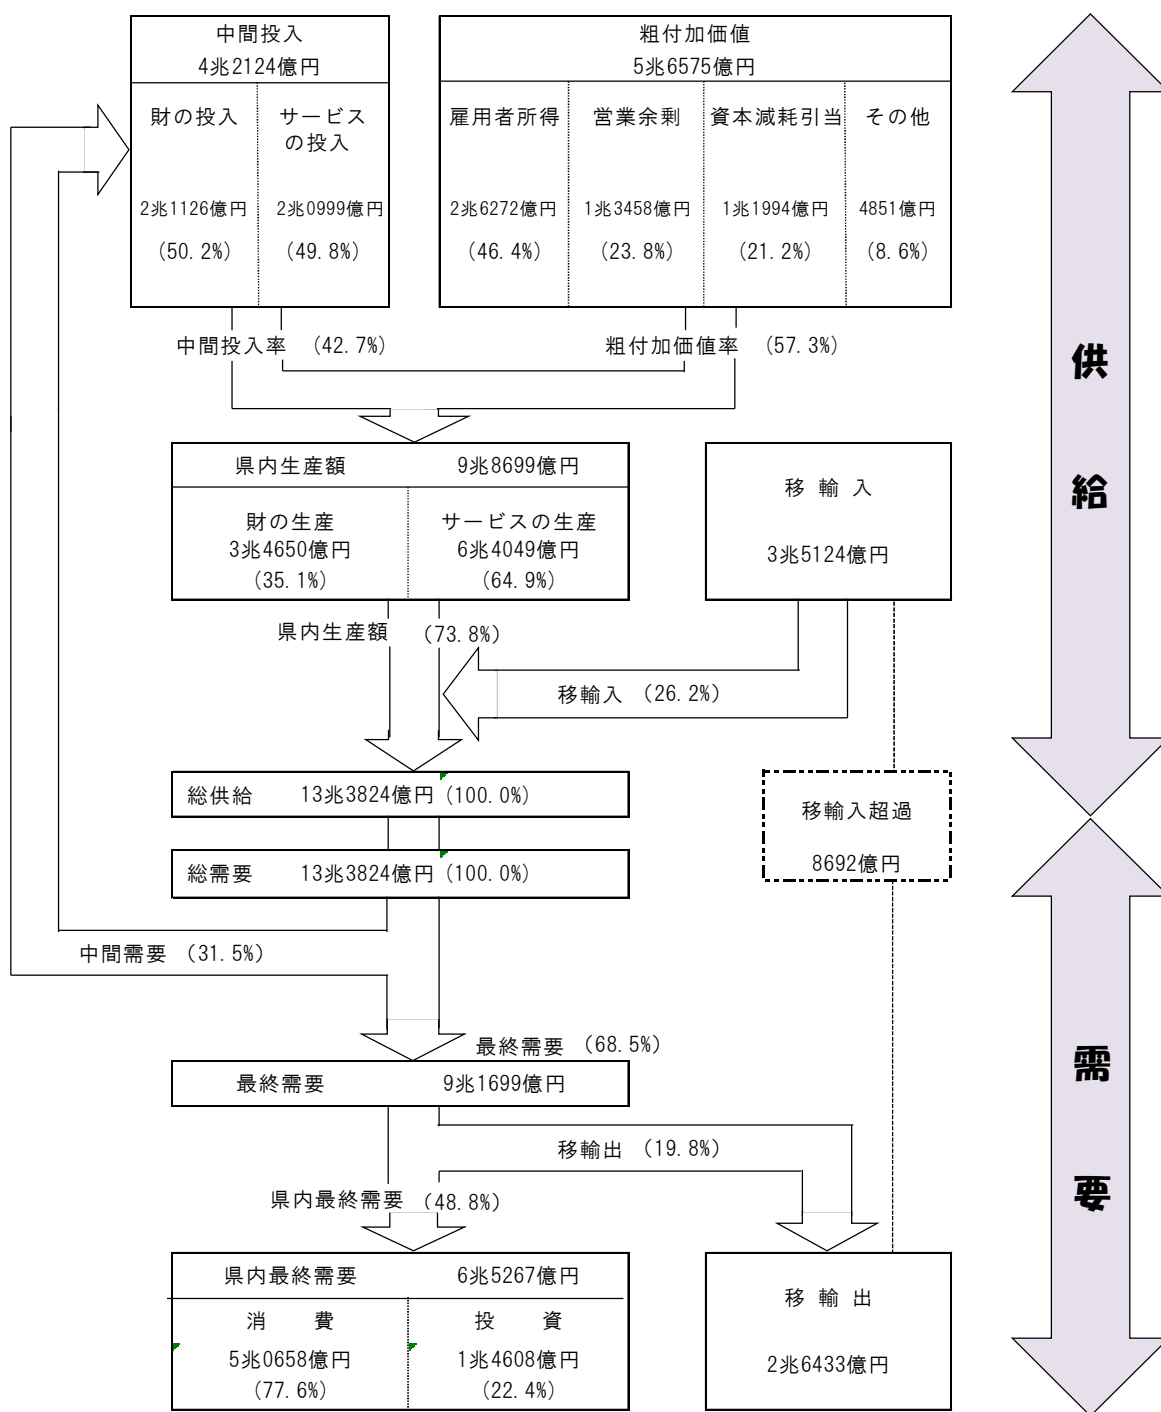 中間投入
4兆2124億円
財の投入
サービス
の投入
2兆1126億円
2兆0999億円
(50.2%)
(49.8%)
粗付加価値
5兆6575億円
雇用者所得
営業余剰
資本減耗引当
その他
2兆6272億円
1兆3458億円
1兆1994億円
4851億円
(46.4%)
(23.8%)
(21.2%)
(8.6%)
中間投入率 (42.7%)
粗付加価値率 (57.3%)
供給
県内生産額 9兆8699億円
財の生産
3兆4650億円
(35.1%)
サービスの生産
6兆4049億円
(64.9%)
移輸入
3兆5124億円
県内生産額 (73.8%)
移輸入 (26.2%)
総供給 13兆3824億円 (100.0%)
総需要 13兆3824億円 (100.0%)
移輸入超過
8692億円
中間需要 (31.5%)
最終需要 (68.5%)
最終需要 9兆1699億円
需要
移輸出 (19.8%)
県内最終需要 (48.8%)
県内最終需要 6兆5267億円
消費
5兆0658億円
(77.6%)
投資
1兆4608億円
(22.4%)
移輸出
2兆6433億円